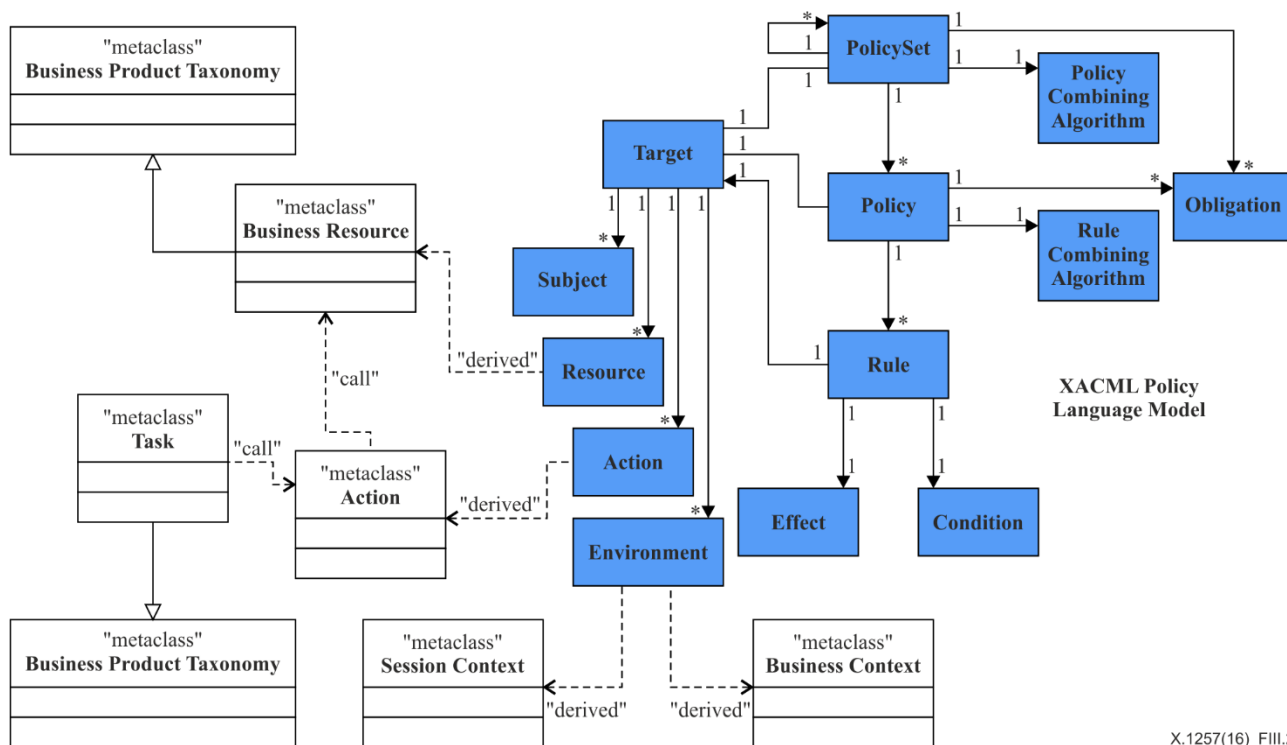 "metaclass"
Business Product Taxonomy
"metaclass"
Business Resource
"call"
"derived"
"metaclass"
Task
"call"
"metaclass"
Action
"derived"
"metaclass"
Business Product Taxonomy
"metaclass"
Session Context
"derived"
"metaclass"
Business Context
"derived"
*
1
PolicySet
1
1
1
1
1
Policy
Combining
Algorithm
*
*
1
Target
1
1
1
1
1
1
*
Subject
*
Resource
*
Action
*
Environment
Policy
1
*
1
1
1
Rule
Combining
Algorithm
Obligation
*
1
Rule
1
1
1
1
Effect
Condition
XACML Policy
Language Model
X.1257(16)_FIII.